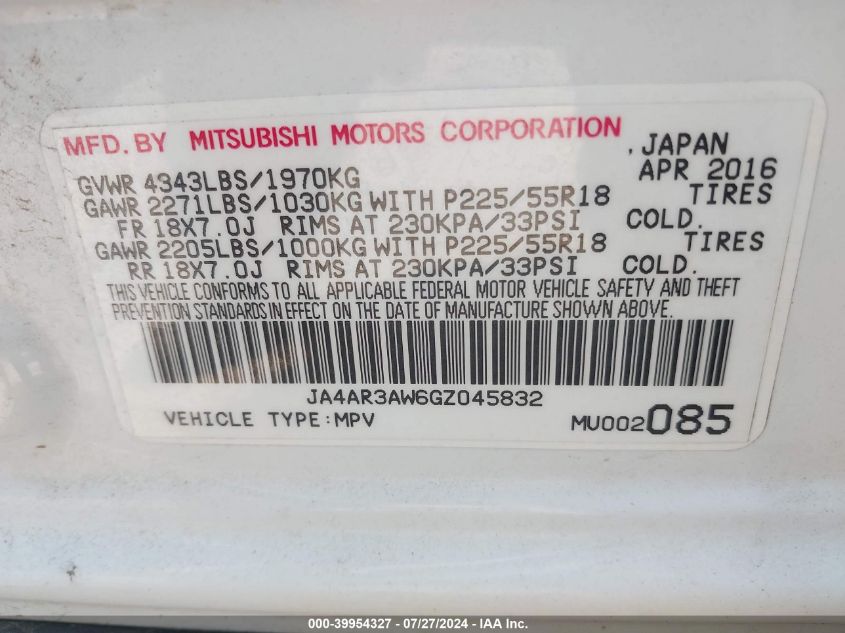 MFD. BY MITSUBISHI MOTORS CORPORATION , JAPAN
GVWR 4343LBS/1970KG APR 2016
GAWR 2271LBS/1030KG WITH P225/55R18 TIRES
FR 18X7.0J RIMS AT 230KPA/33PSI COLD.
GAWR 2205LBS/1000KG WITH P225/55R18 TIRES
RR 18X7.0J RIMS AT 230KPA/33PSI COLD.
THIS VEHICLE CONFORMS TO ALL APPLICABLE FEDERAL MOTOR VEHICLE SAFETY AND THEFT
PREVENTION STANDARDS IN EFFECT ON THE DATE OF MANUFACTURE SHOWN ABOVE.
JA4AR3AW6GZ045832
VEHICLE TYPE:MPV MU002085
000-39954327 - 07/27/2024 - IAA Inc.